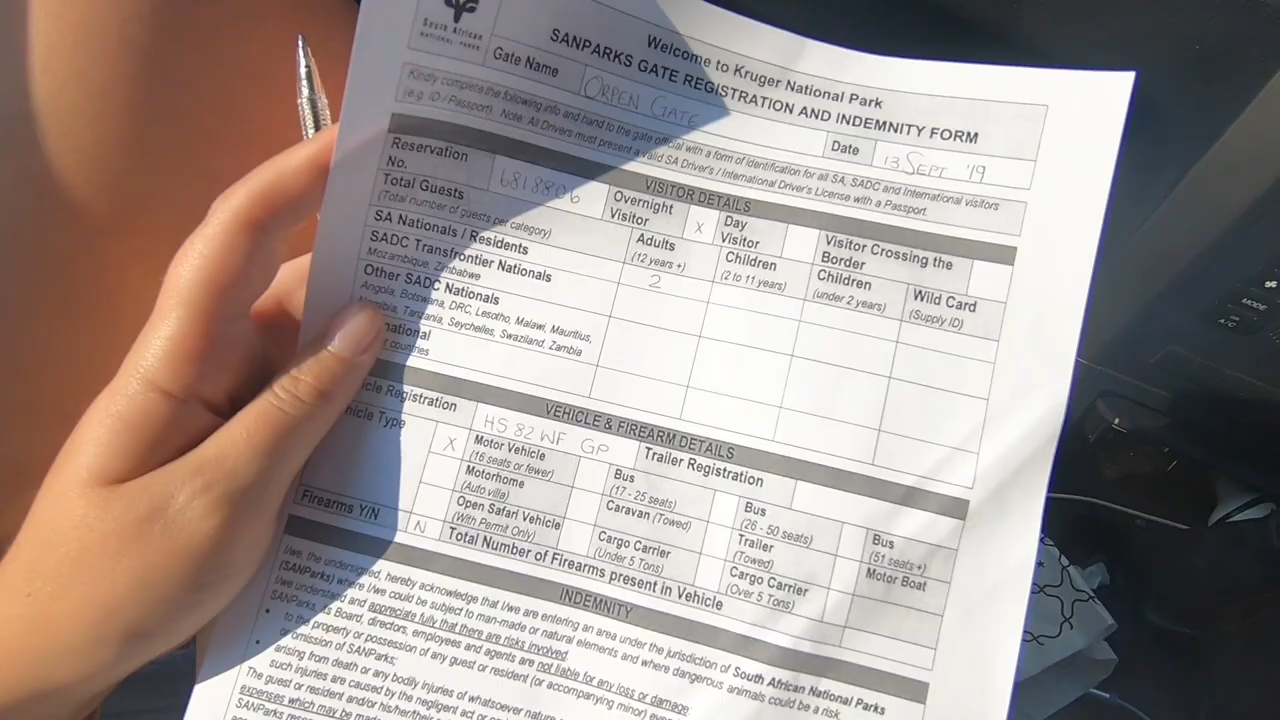 South African
NATIONAL PARKS
Welcome to Kruger National Park
SANPARKS GATE REGISTRATION AND INDEMNITY FORM
Gate Name ORPEN GATE Date 13 SEPT '19
Kindly complete the following info and hand to the gate official with a form of identification for all SA, SADC and International visitors
(e.g. ID / Passport). Note: All Drivers must present a valid SA Driver's / International Driver's License with a Passport.
VISITOR DETAILS
Reservation No. 6818806 Overnight Visitor X Day Visitor Visitor Crossing the Border
Total Guests
(Total number of guests per category)
Adults (12 years +) Children (2 to 11 years) Children (under 2 years) Wild Card (Supply ID)
SA Nationals / Residents 2
SADC Transfrontier Nationals
Mozambique, Zimbabwe
Other SADC Nationals
Angola, Botswana, DRC, Lesotho, Malawi, Mauritius,
Tanzania, Seychelles, Swaziland, Zambia
countries
VEHICLE & FIREARM DETAILS
Registration HS 82 WF GP Trailer Registration
Type
X Motor Vehicle (16 seats or fewer) Bus (17 - 25 seats) Bus (26 - 50 seats) Bus (51 seats +)
Motorhome (Auto villa) Caravan (Towed) Trailer (Towed) Motor Boat
Open Safari Vehicle (With Permit Only) Cargo Carrier (Under 5 Tons) Cargo Carrier (Over 5 Tons)
Firearms Y/N N Total Number of Firearms present in Vehicle
INDEMNITY
I/we, the undersigned, hereby acknowledge that I/we are entering an area under the jurisdiction of South African National Parks
(SANParks) where I/we could be subject to man-made or natural elements and where dangerous animals could be a risk.
I/we understand and appreciate fully that there are risks involved.
SANParks, its Board, directors, employees and agents are not liable for any loss or damage:
• to the property or possession of any guest or resident (or accompanying minor)
omission of SANParks;
• arising from death or any bodily injuries of whatsoever nature
such injuries are caused by the negligent act or
The guest or resident and/or his/her/their
expenses which may be made
MODE
A/C